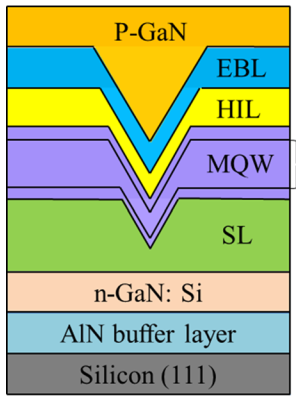 P-GaN
EBL
HIL
MQW
SL
n-GaN: Si
AlN buffer layer
Silicon (111)